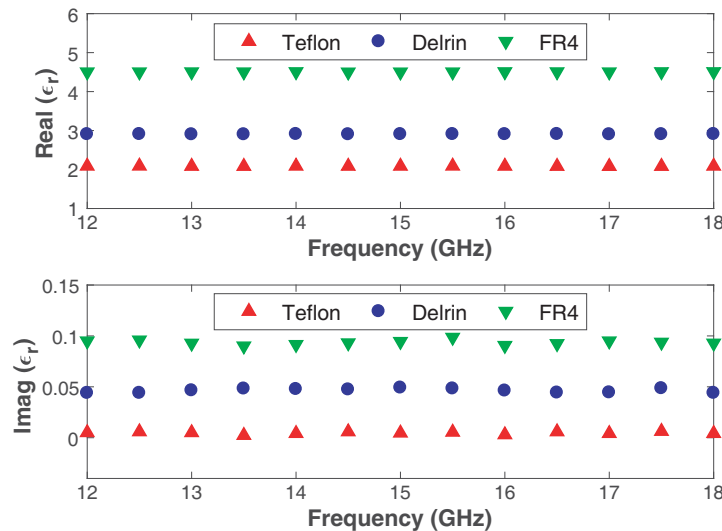 6
5
4
3
2
1
Real (ϵr)
Teflon Delrin FR4
12 13 14 15 16 17 18
Frequency (GHz)
0.15
0.1
0.05
0
Imag (ϵr)
Teflon Delrin FR4
12 13 14 15 16 17 18
Frequency (GHz)